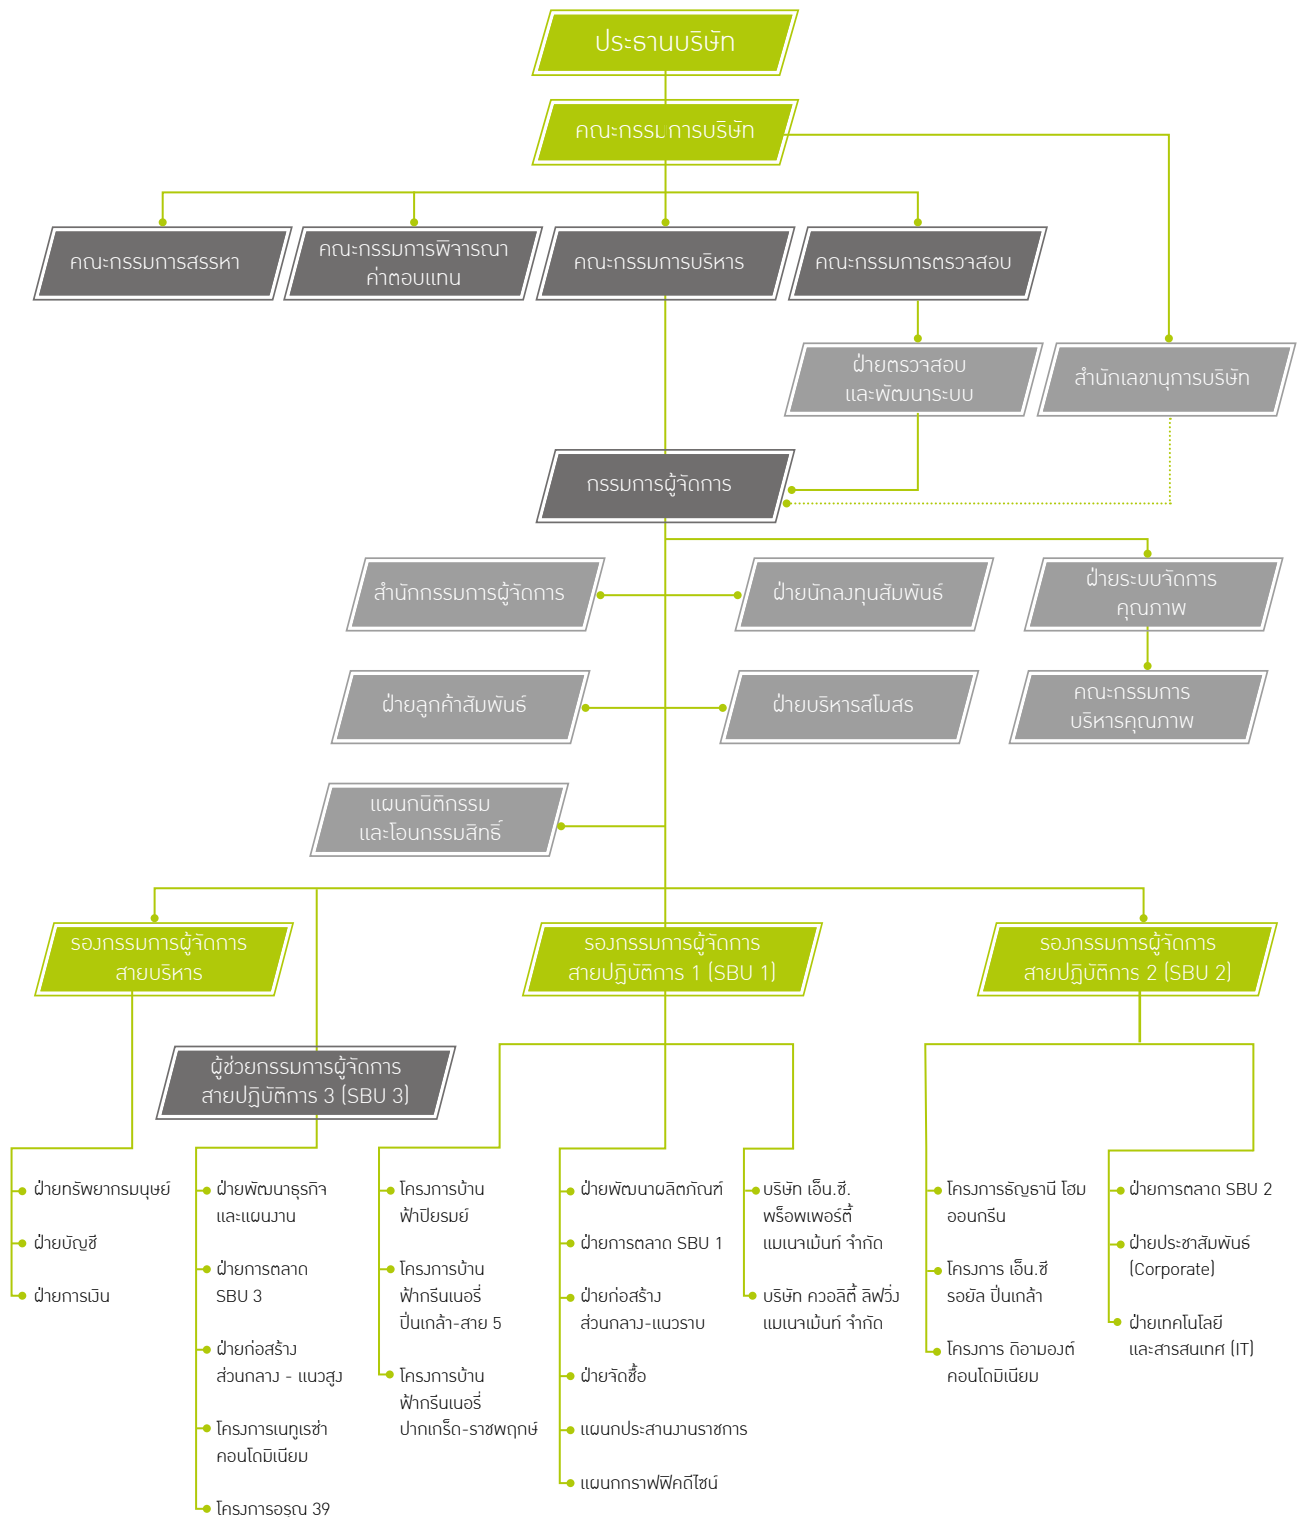 ประธานบริษัท
คณะกรรมการบริษัท
คณะกรรมการสรรหา
คณะกรรมการพิจารณา
ค่าตอบแทน
คณะกรรมการบริหาร
คณะกรรมการตรวจสอบ
ฝ่ายตรวจสอบ
และพัฒนาระบบ
สำนักเลขานุการบริษัท
กรรมการผู้จัดการ
สำนักกรรมการผู้จัดการ
ฝ่ายนักลงทุนสัมพันธ์
ฝ่ายระบบจัดการ
คุณภาพ
ฝ่ายลูกค้าสัมพันธ์
ฝ่ายบริหารสโมสร
คณะกรรมการ
บริหารคุณภาพ
แผนกนิติกรรม
และโอนกรรมสิทธิ์
รองกรรมการผู้จัดการ
สายบริหาร
รองกรรมการผู้จัดการ
สายปฏิบัติการ 1 (SBU 1)
รองกรรมการผู้จัดการ
สายปฏิบัติการ 2 (SBU 2)
ผู้ช่วยกรรมการผู้จัดการ
สายปฏิบัติการ 3 (SBU 3)
ฝ่ายทรัพยากรมนุษย์
ฝ่ายบัญชี
ฝ่ายการเงิน
ฝ่ายพัฒนาธุรกิจ
และแผนงาน
ฝ่ายการตลาด
SBU 3
ฝ่ายก่อสร้าง
ส่วนกลาง - แนวสูง
โครงการเนทูเรซ่า
คอนโดมิเนียม
โครงการอรุณ 39
โครงการบ้าน
ฟ้าปิยรมย์
โครงการบ้าน
ฟ้ากรีนเนอรี่
ปิ่นเกล้า-สาย 5
โครงการบ้าน
ฟ้ากรีนเนอรี่
ปากเกร็ด-ราชพฤกษ์
ฝ่ายพัฒนาผลิตภัณฑ์
ฝ่ายการตลาด SBU 1
ฝ่ายก่อสร้าง
ส่วนกลาง-แนวราบ
ฝ่ายจัดซื้อ
แผนกประสานงานราชการ
แผนกกราฟฟิคดีไซน์
บริษัท เอ็น.ซี.
พร็อพเพอร์ตี้
แมเนจเม้นท์ จำกัด
บริษัท ควอลิตี้ ลิฟวิ่ง
แมเนจเม้นท์ จำกัด
โครงการธัญธานี โฮม
ออนกรีน
โครงการ เอ็น.ซี
รอยัล ปิ่นเกล้า
โครงการ ดิอามองต์
คอนโดมิเนียม
ฝ่ายการตลาด SBU 2
ฝ่ายประชาสัมพันธ์
(Corporate)
ฝ่ายเทคโนโลยี
และสารสนเทศ (IT)